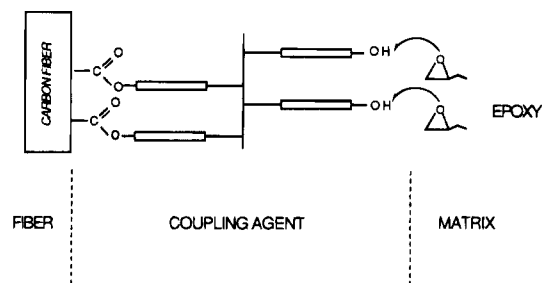 CARBON FIBER
O
C
O
OH
O
O
C
O
OH
O
EPOXY
FIBER
COUPLING AGENT
MATRIX